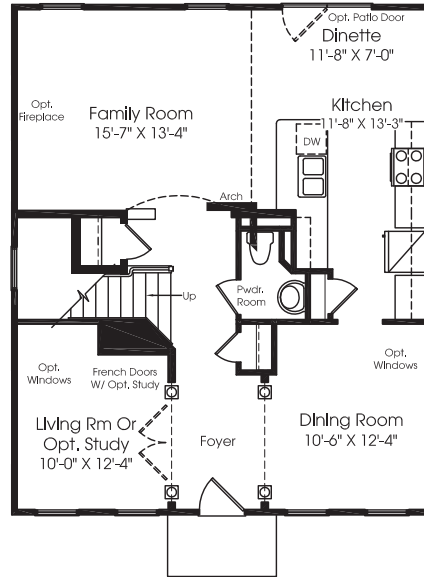 Opt. Patio Door
Dinette
11'-8" X 7'-0"
Opt.
Fireplace
Family Room
15'-7" X 13'-4"
Kitchen
11'-8" X 13'-3"
DW
Arch
Up
Pwdr.
Room
Opt.
Windows
French Doors
W/ Opt. Study
Opt.
Windows
Living Rm Or
Opt. Study
10'-0" X 12'-4"
Foyer
Dining Room
10'-6" X 12'-4"